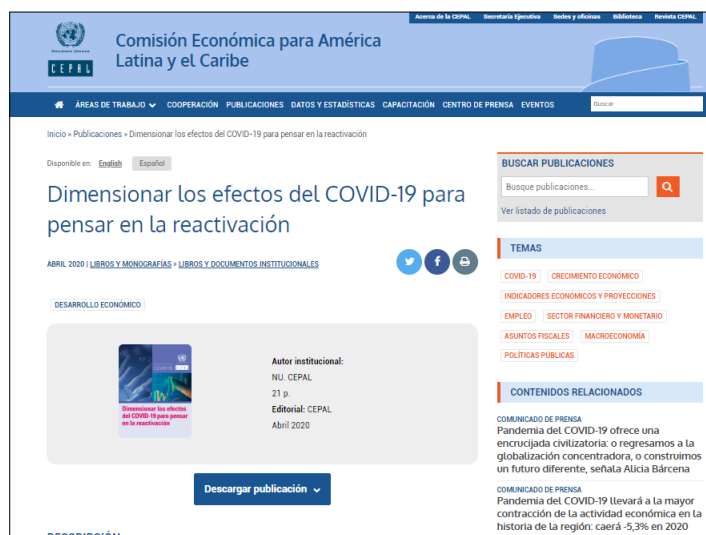 Acerca de la CEPAL Secretaría Ejecutiva Sedes y oficinas Biblioteca Revista CEPAL
Comisión Económica para América
Latina y el Caribe
CEPAL
ÁREAS DE TRABAJO COOPERACIÓN PUBLICACIONES DATOS Y ESTADÍSTICAS CAPACITACIÓN CENTRO DE PRENSA EVENTOS
Buscar
Inicio » Publicaciones » Dimensionar los efectos del COVID-19 para pensar en la reactivación
Disponible en: English Español
Dimensionar los efectos del COVID-19 para
pensar en la reactivación
ABRIL 2020 | LIBROS Y MONOGRAFÍAS » LIBROS Y DOCUMENTOS INSTITUCIONALES
DESARROLLO ECONÓMICO
Dimensionar los efectos
del COVID-19 para pensar
en la reactivación
Autor institucional:
NU. CEPAL
21 p.
Editorial: CEPAL
Abril 2020
Descargar publicación
DESCRIPCIÓN
BUSCAR PUBLICACIONES
Busque publicaciones...
Ver listado de publicaciones
TEMAS
COVID-19 CRECIMIENTO ECONÓMICO
INDICADORES ECONÓMICOS Y PROYECCIONES
EMPLEO SECTOR FINANCIERO Y MONETARIO
ASUNTOS FISCALES MACROECONOMÍA
POLÍTICAS PÚBLICAS
CONTENIDOS RELACIONADOS
COMUNICADO DE PRENSA
Pandemia del COVID-19 ofrece una
encrucijada civilizatoria: o regresamos a la
globalización concentradora, o construimos
un futuro diferente, señala Alicia Bárcena
COMUNICADO DE PRENSA
Pandemia del COVID-19 llevará a la mayor
contracción de la actividad económica en la
historia de la región: caerá -5,3% en 2020